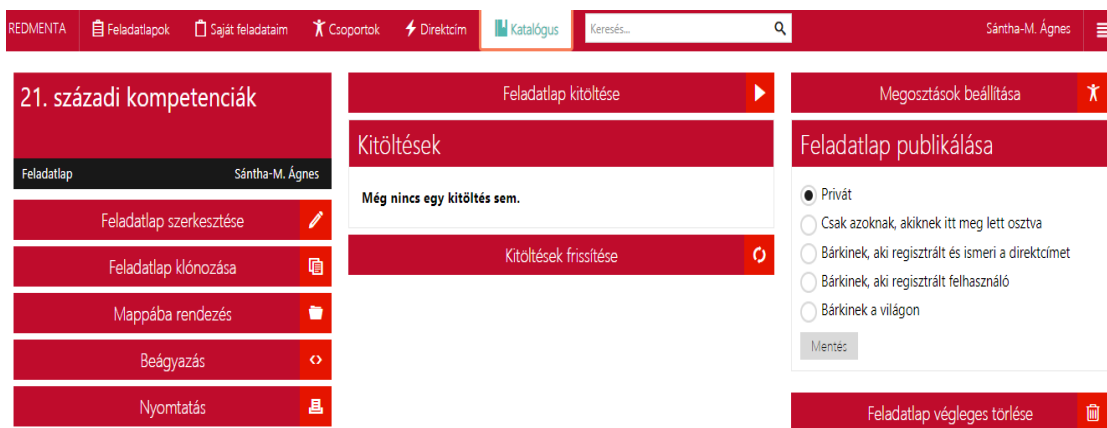 REDMENTA Feladatlapok Saját feladataim Csoportok Direktcím Katalógus Keresés... Sántha-M. Ágnes
21. századi kompetenciák
Feladatlap Sántha-M. Ágnes
Feladatlap szerkesztése
Feladatlap klónozása
Mappába rendezés
Beágyazás
Nyomtatás
Feladatlap kitöltése
Kitöltések
Még nincs egy kitöltés sem.
Kitöltések frissítése
Megosztások beállítása
Feladatlap publikálása
Privát
Csak azoknak, akiknek itt meg lett osztva
Bárkinek, aki regisztrált és ismeri a direktcímet
Bárkinek, aki regisztrált felhasználó
Bárkinek a világon
Mentés
Feladatlap végleges törlése